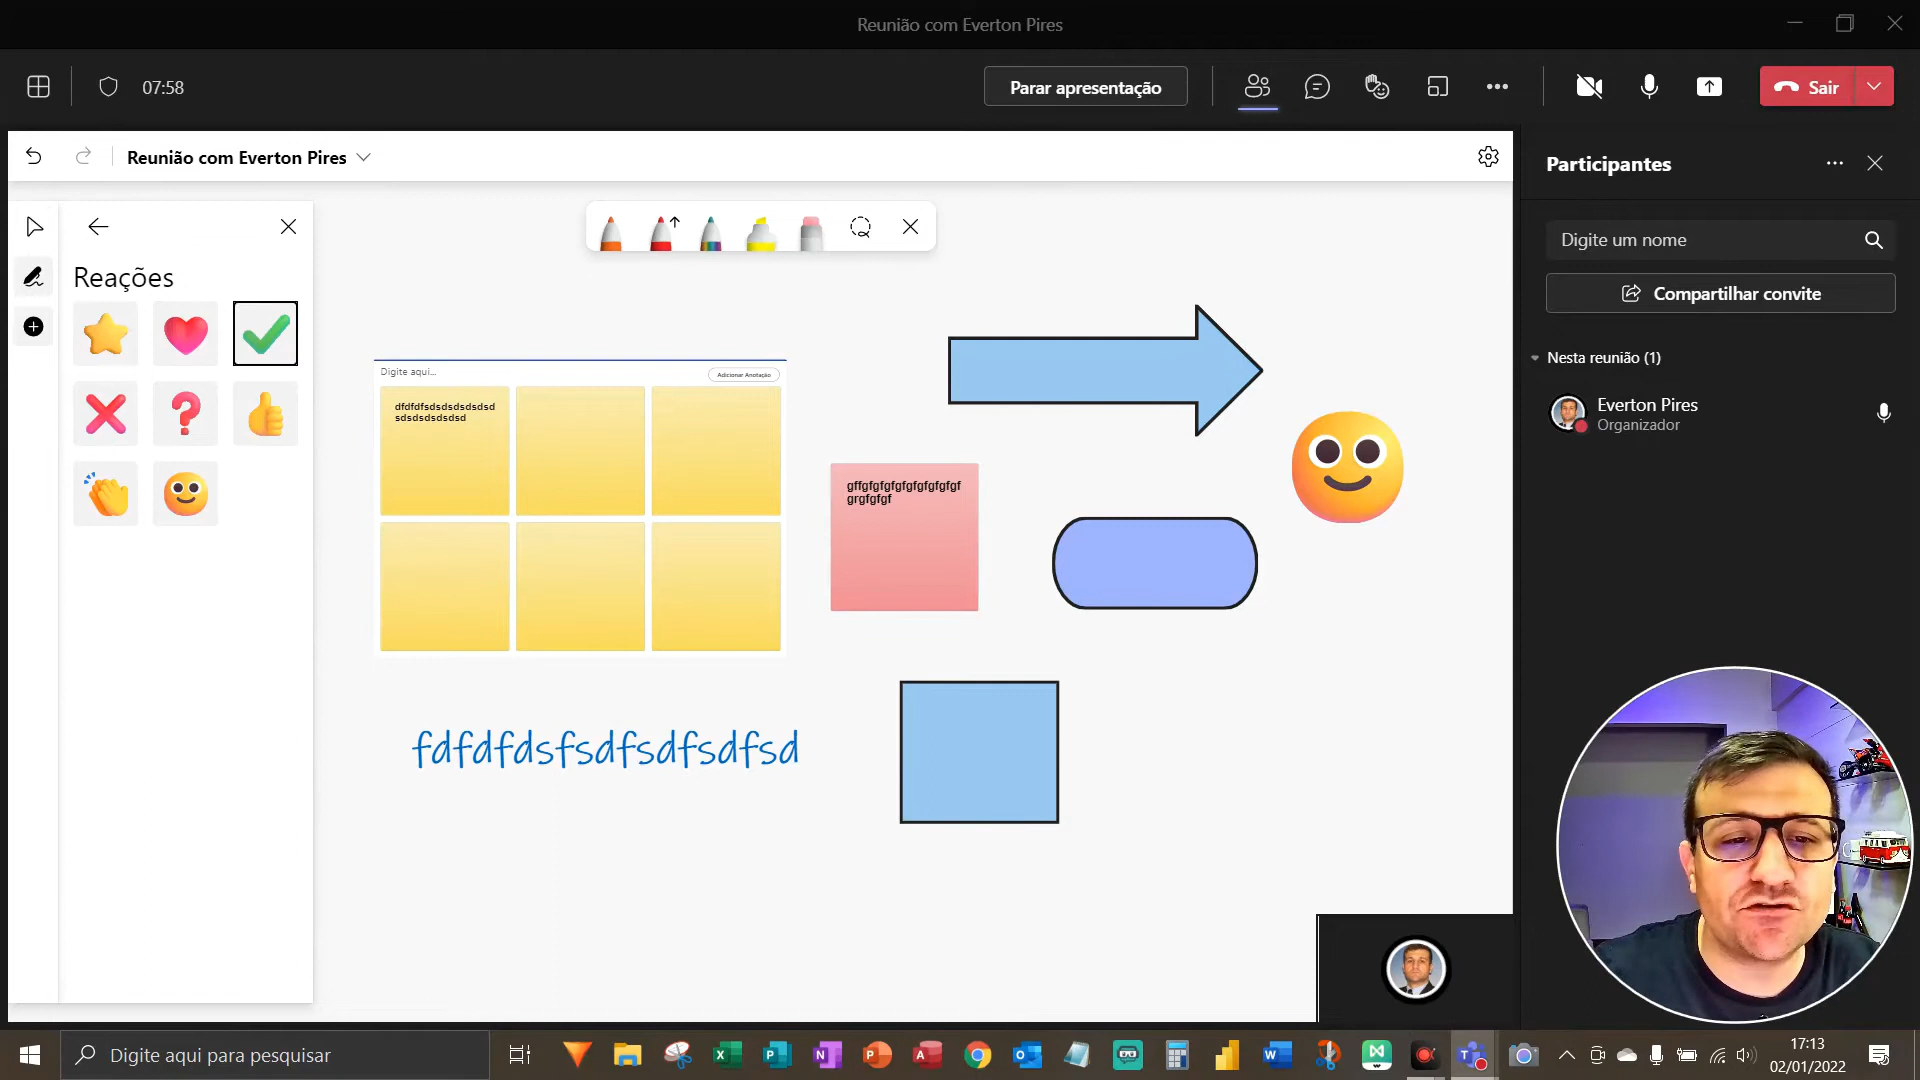 Reunião com Everton Pires
07:58
Parar apresentação
Sair
Reunião com Everton Pires
Reações
Digite aqui...
Adicionar Anotação
dfdfdfsdsdsdsdsdsd
sdsdsdsdsdsd
gffgfgfgfgfgfgfgfgfgf
grgfgfgf
fdfdfdsfsdfsdfsdfsd
Participantes
Digite um nome
Compartilhar convite
Nesta reunião (1)
Everton Pires
Organizador
Digite aqui para pesquisar
17:13
02/01/2022